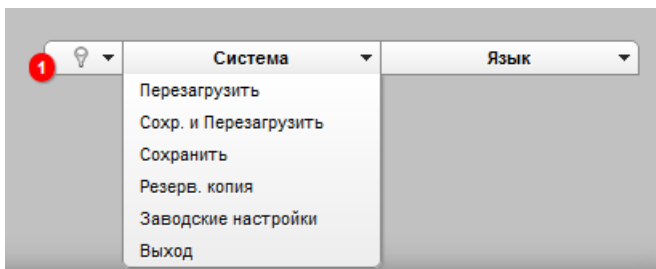 1
Система Язык
Перезагрузить
Сохр. и Перезагрузить
Сохранить
Резерв. копия
Заводские настройки
Выход